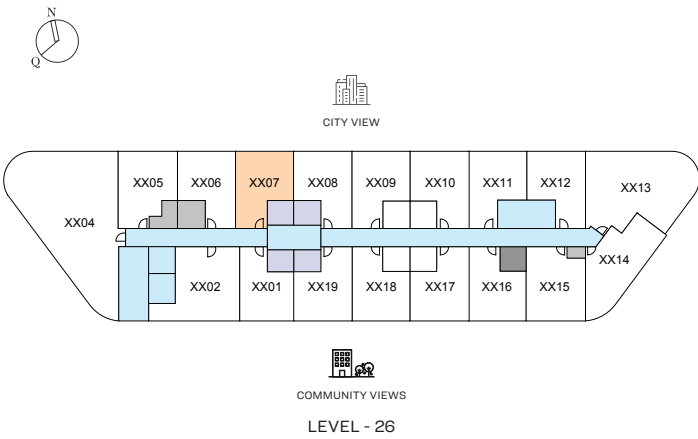 N
Q
CITY VIEW
XX05
XX06
XX07
XX08
XX09
XX10
XX11
XX12
XX13
XX04
XX14
XX02
XX01
XX19
XX18
XX17
XX16
XX15
COMMUNITY VIEWS
LEVEL - 26